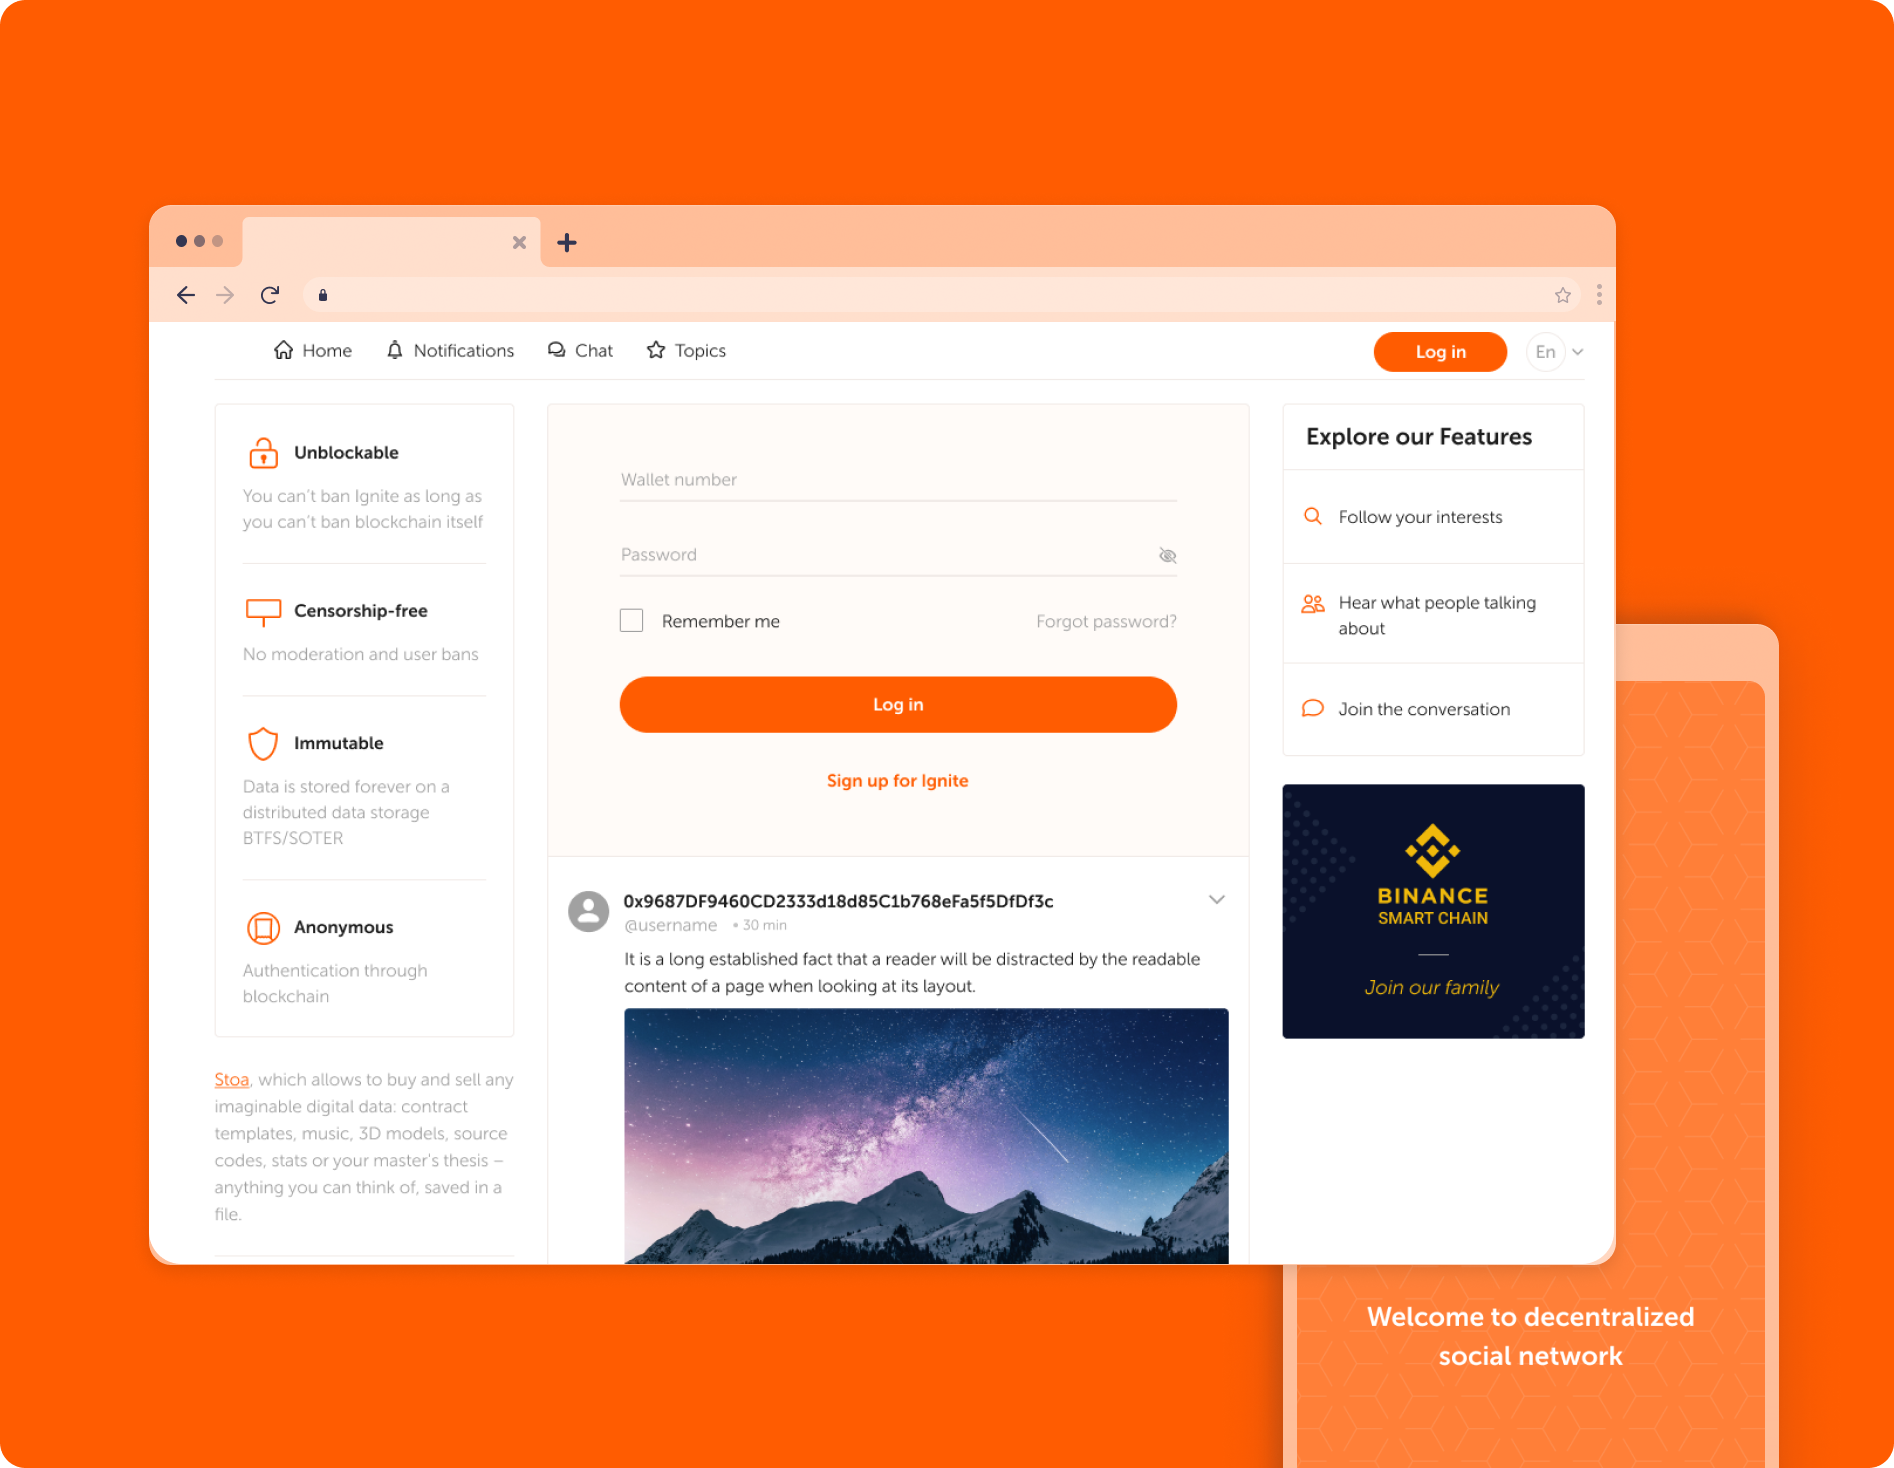 Home
Notifications
Chat
Topics
Log in
En
Unblockable
You can’t ban Ignite as long as
you can’t ban blockchain itself
Censorship-free
No moderation and user bans
Immutable
Data is stored forever on a
distributed data storage
BTFS/SOTER
Anonymous
Authentication through
blockchain
Stoa, which allows to buy and sell any
imaginable digital data: contract
templates, music, 3D models, source
codes, stats or your master's thesis –
anything you can think of, saved in a
file.
Wallet number
Password
Remember me
Forgot password?
Log in
Sign up for Ignite
0x9687DF9460CD2333d18d85C1b768eFa5f5DfDf3c
@username • 30 min
It is a long established fact that a reader will be distracted by the readable
content of a page when looking at its layout.
Explore our Features
Follow your interests
Hear what people talking
about
Join the conversation
BINANCE
SMART CHAIN
Join our family
Welcome to decentralized
social network